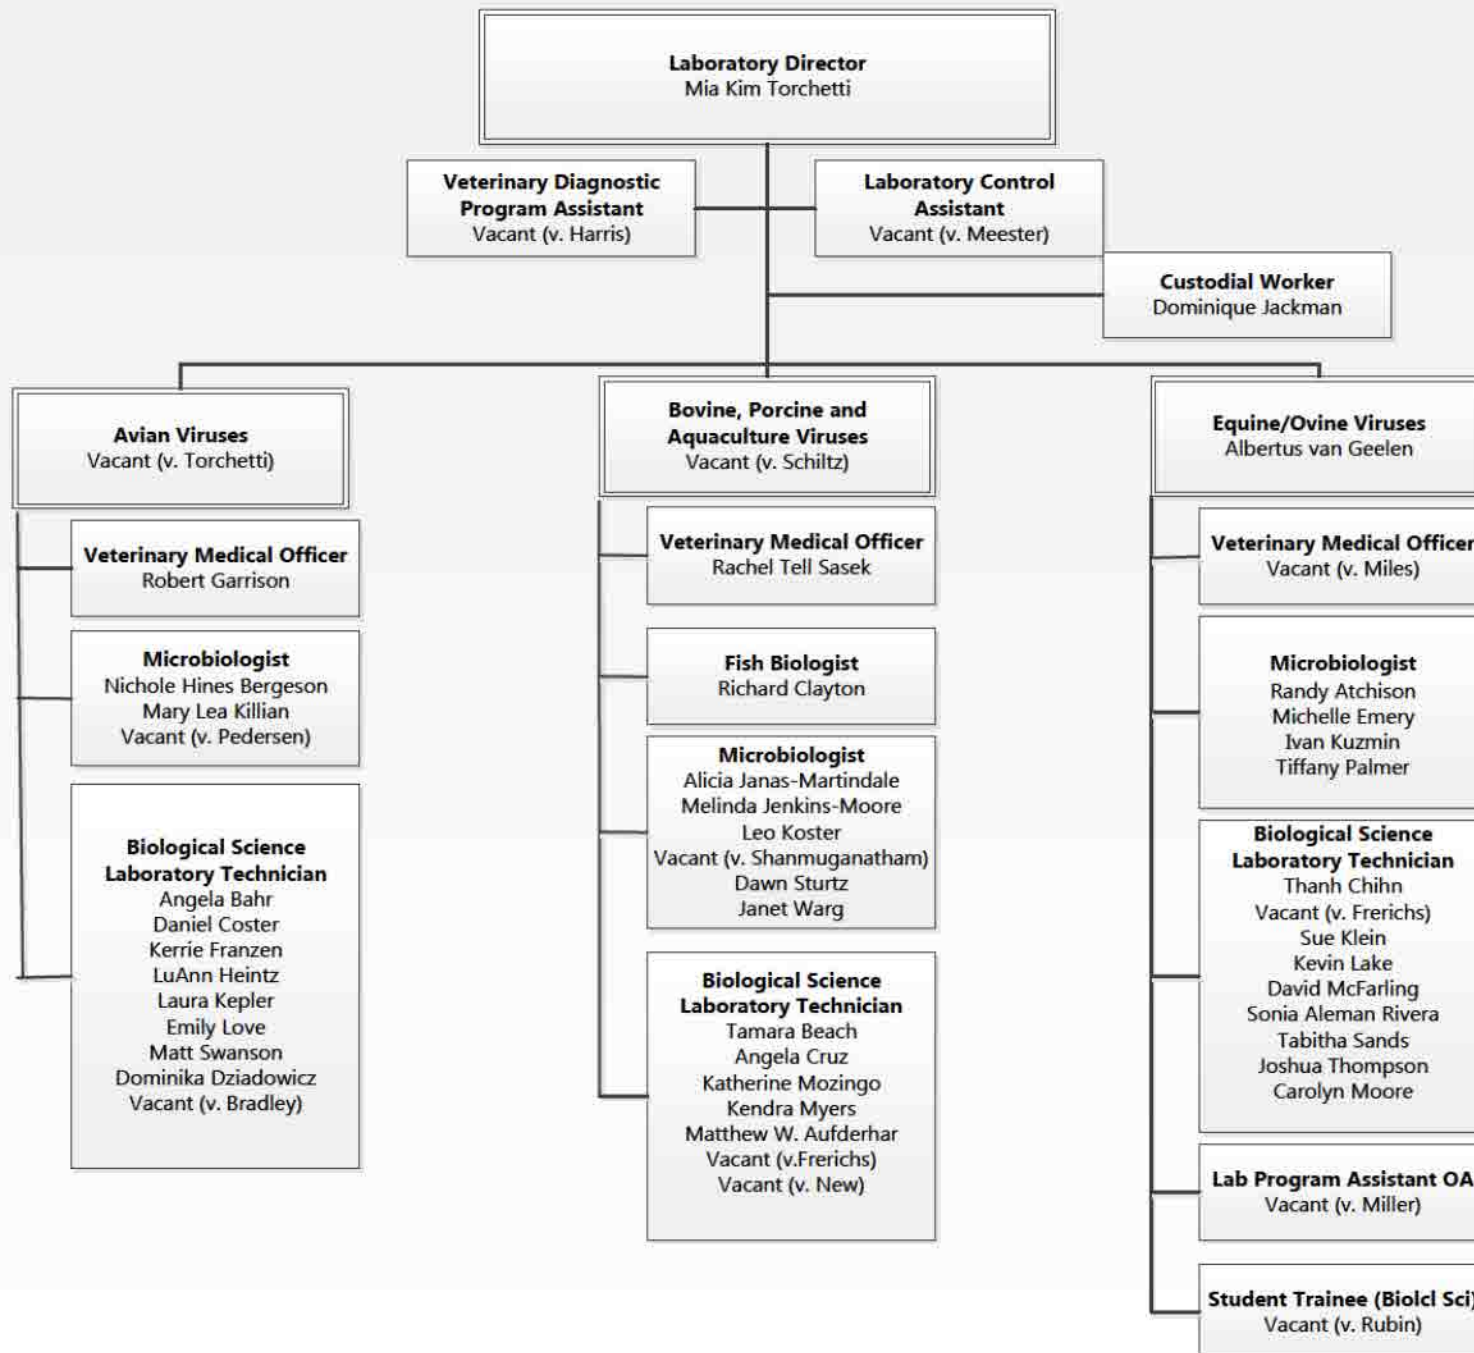 Laboratory Director
Mia Kim Torchetti
Veterinary Diagnostic
Program Assistant
Vacant (v. Harris)
Laboratory Control
Assistant
Vacant (v. Meester)
Custodial Worker
Dominique Jackman
Avian Viruses
Vacant (v. Torchetti)
Veterinary Medical Officer
Robert Garrison
Microbiologist
Nichole Hines Bergeson
Mary Lea Killian
Vacant (v. Pedersen)
Biological Science
Laboratory Technician
Angela Bahr
Daniel Coster
Kerrie Franzen
LuAnn Heintz
Laura Kepler
Emily Love
Matt Swanson
Dominika Dziadowicz
Vacant (v. Bradley)
Bovine, Porcine and
Aquaculture Viruses
Vacant (v. Schiltz)
Veterinary Medical Officer
Rachel Tell Sasek
Fish Biologist
Richard Clayton
Microbiologist
Alicia Janas-Martindale
Melinda Jenkins-Moore
Leo Koster
Vacant (v. Shanmuganatham)
Dawn Sturtz
Janet Warg
Biological Science
Laboratory Technician
Tamara Beach
Angela Cruz
Katherine Mozingo
Kendra Myers
Matthew W. Aufderhar
Vacant (v.Frerichs)
Vacant (v. New)
Equine/Ovine Viruses
Albertus van Geelen
Veterinary Medical Officer
Vacant (v. Miles)
Microbiologist
Randy Atchison
Michelle Emery
Ivan Kuzmin
Tiffany Palmer
Biological Science
Laboratory Technician
Thanh Chihn
Vacant (v. Frerichs)
Sue Klein
Kevin Lake
David McFarling
Sonia Aleman Rivera
Tabitha Sands
Joshua Thompson
Carolyn Moore
Lab Program Assistant OA
Vacant (v. Miller)
Student Trainee (Biolcl Sci)
Vacant (v. Rubin)